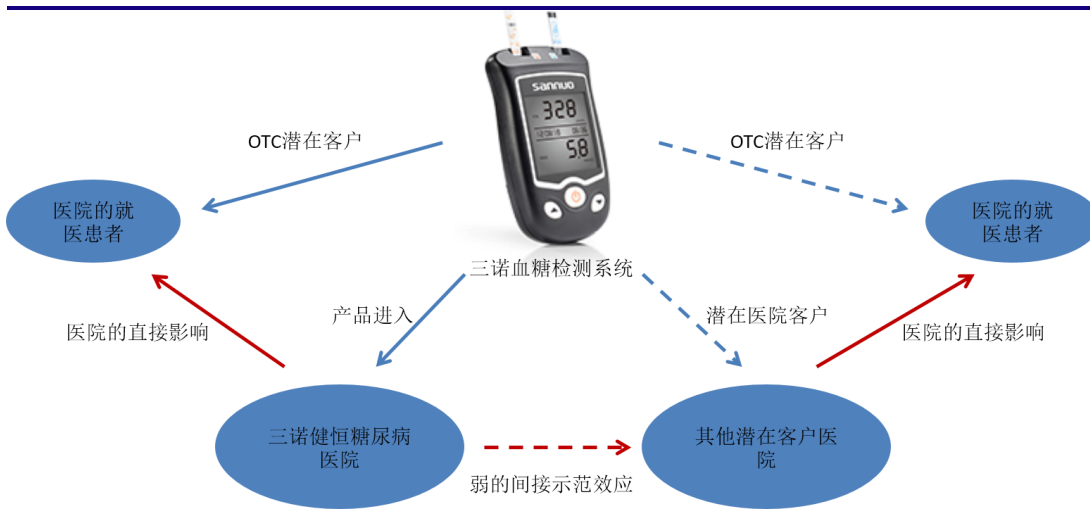 sannuo
328
5.8
OTC潜在客户
OTC潜在客户
医院的就
医患者
医院的就
医患者
三诺血糖检测系统
产品进入
潜在医院客户
医院的直接影响
医院的直接影响
三诺健恒糖尿病
医院
其他潜在客户医
院
弱的间接示范效应